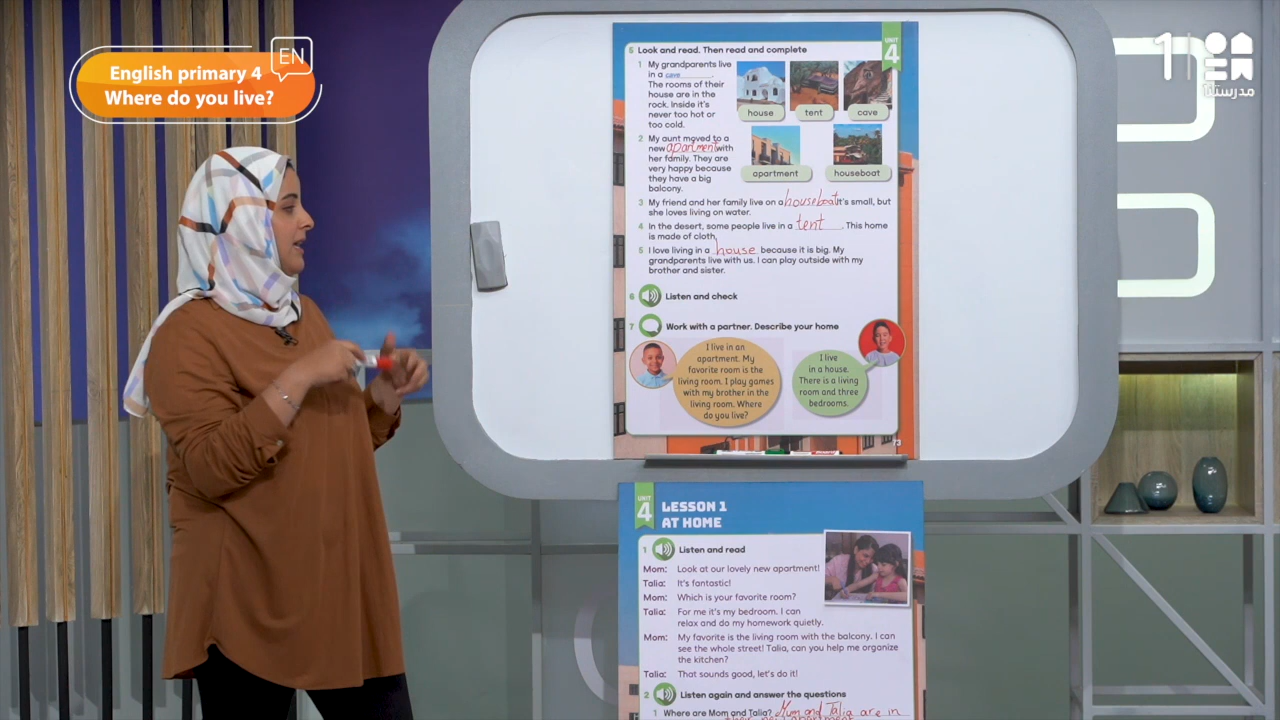 EN
English primary 4
Where do you live?
مدرستنا
UNIT
4
5 Look and read. Then read and complete
1 My grandparents live
in a cave.
The rooms of their
house are in the
rock. Inside it's
never too hot or
too cold.
house
tent
cave
2 My aunt moved to a
new apartment with
her family. They are
very happy because
they have a big
balcony.
apartment
houseboat
3 My friend and her family live on a houseboat It's small, but
she loves living on water.
4 In the desert, some people live in a tent. This home
is made of cloth.
5 I love living in a house because it is big. My
grandparents live with us. I can play outside with my
brother and sister.
6 Listen and check
7 Work with a partner. Describe your home
I live in an
apartment. My
favorite room is the
living room. I play games
with my brother in the
living room. Where
do you live?
I live
in a house.
There is a living
room and three
bedrooms.
73
UNIT
4
LESSON 1
AT HOME
1 Listen and read
Mom: Look at our lovely new apartment!
Talia: It's fantastic!
Mom: Which is your favorite room?
Talia: For me it's my bedroom. I can
relax and do my homework quietly.
Mom: My favorite is the living room with the balcony. I can
see the whole street! Talia, can you help me organize
the kitchen?
Talia: That sounds good, let's do it!
2 Listen again and answer the questions
1 Where are Mom and Talia? Mom and Talia are in
their new apartment